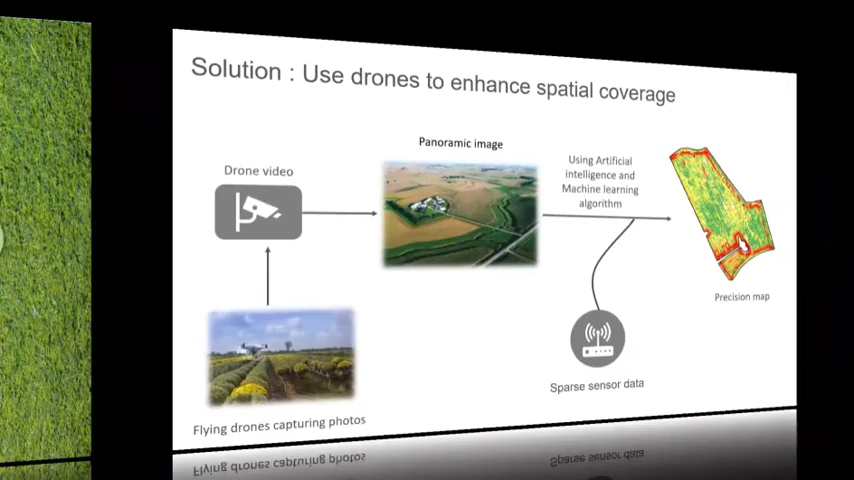 Solution : Use drones to enhance spatial coverage
Panoramic image
Drone video
Using Artificial
intelligence and
Machine learning
algorithm
Precision map
Sparse sensor data
Flying drones capturing photos
Flying drones capturing photos
Sparse sensor data